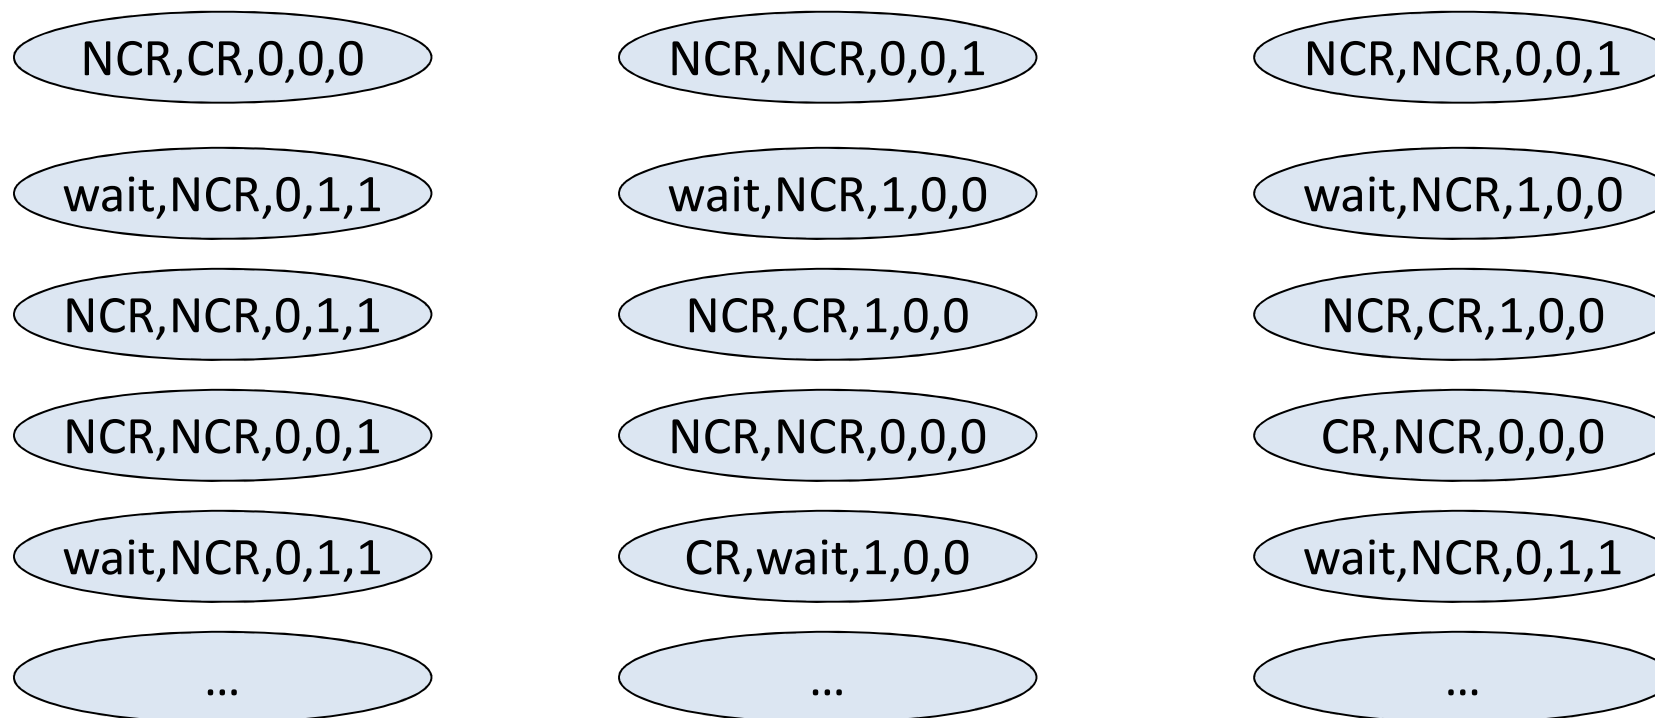 NCR,CR,0,0,0 NCR,NCR,0,0,1 NCR,NCR,0,0,1
wait,NCR,0,1,1 wait,NCR,1,0,0 wait,NCR,1,0,0
NCR,NCR,0,1,1 NCR,CR,1,0,0 NCR,CR,1,0,0
NCR,NCR,0,0,1 NCR,NCR,0,0,0 CR,NCR,0,0,0
wait,NCR,0,1,1 CR,wait,1,0,0 wait,NCR,0,1,1
... ... ...